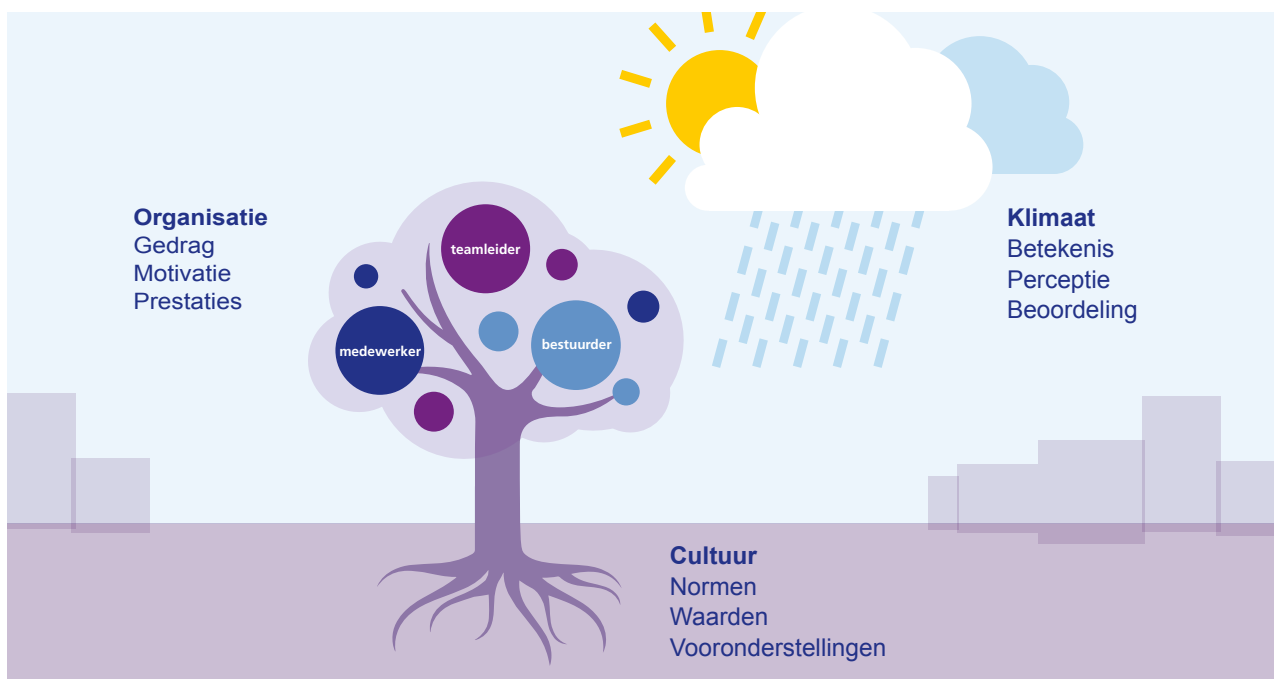 Organisatie
Gedrag
Motivatie
Prestaties
teamleider
medewerker
bestuurder
Klimaat
Betekenis
Perceptie
Beoordeling
Cultuur
Normen
Waarden
Vooronderstellingen